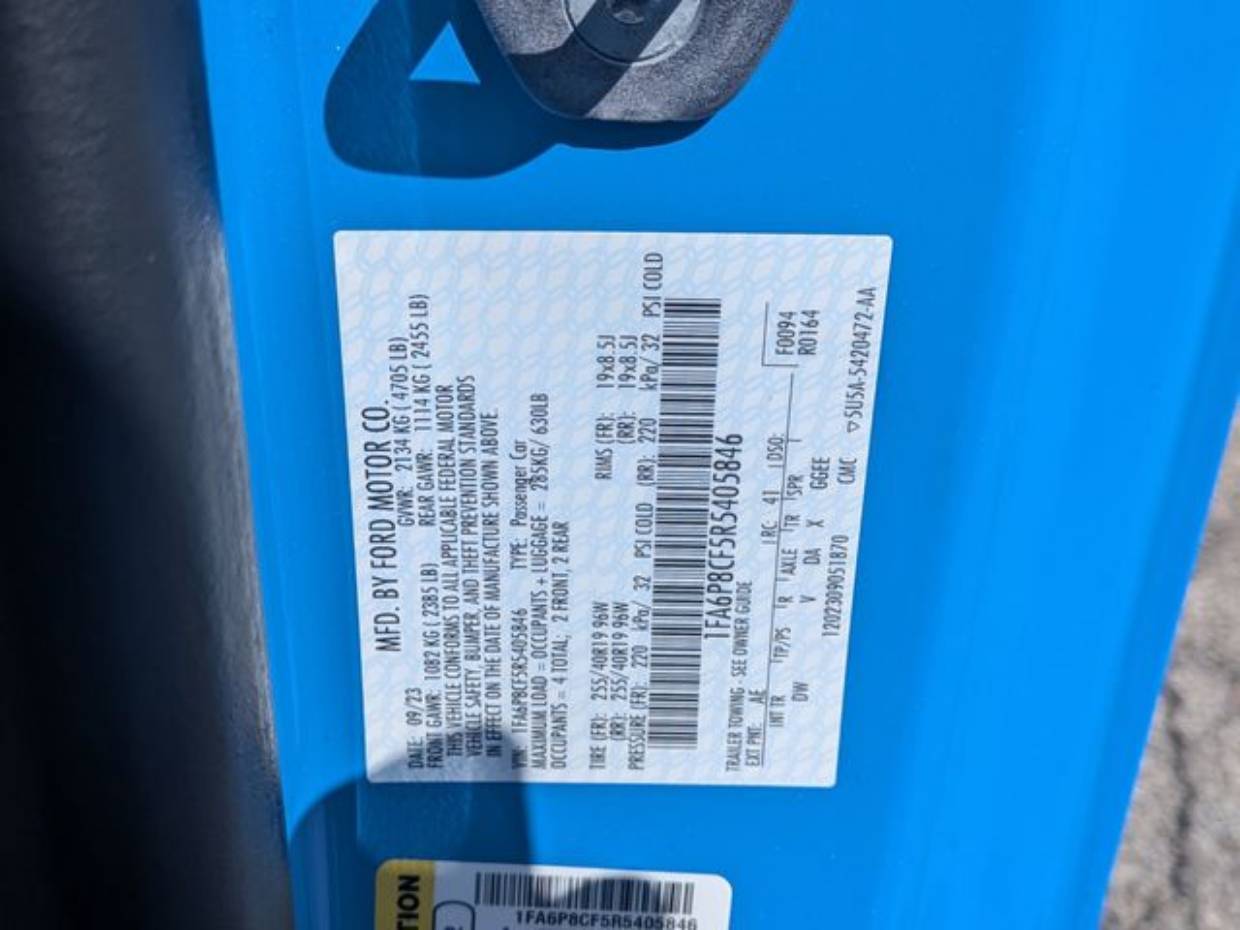 MFD. BY FORD MOTOR CO.
DATE: 09/23 GVWR: 2134 KG ( 4705 LB)
FRONT GAWR: 1082 KG ( 2385 LB) REAR GAWR: 1114 KG ( 2455 LB)
THIS VEHICLE CONFORMS TO ALL APPLICABLE FEDERAL MOTOR
VEHICLE SAFETY, BUMPER, AND THEFT PREVENTION STANDARDS
IN EFFECT ON THE DATE OF MANUFACTURE SHOWN ABOVE.
VIN: 1FA6P8CF5R5405846 TYPE: Passenger Car
MAXIMUM LOAD = OCCUPANTS + LUGGAGE = 285KG/ 630LB
OCCUPANTS = 4 TOTAL; 2 FRONT, 2 REAR
TIRE (FR): 255/40R19 96W RIMS (FR): 19x8.5J
(RR): 255/40R19 96W (RR): 19x8.5J
PRESSURE (FR): 220 kPa/ 32 PSI COLD (RR): 220 kPa/ 32 PSI COLD
1FA6P8CF5R5405846
TRAILER TOWING - SEE OWNER GUIDE
F0094
EXT PNT: AE RC: 41 DSO: R0164
INT TR TP/PS R AXLE TR SPR
DW V DA X GGEE
1202309051870 CMC ▽5U5A-5420472-AA
TION
1FA6P8CF5R5405846